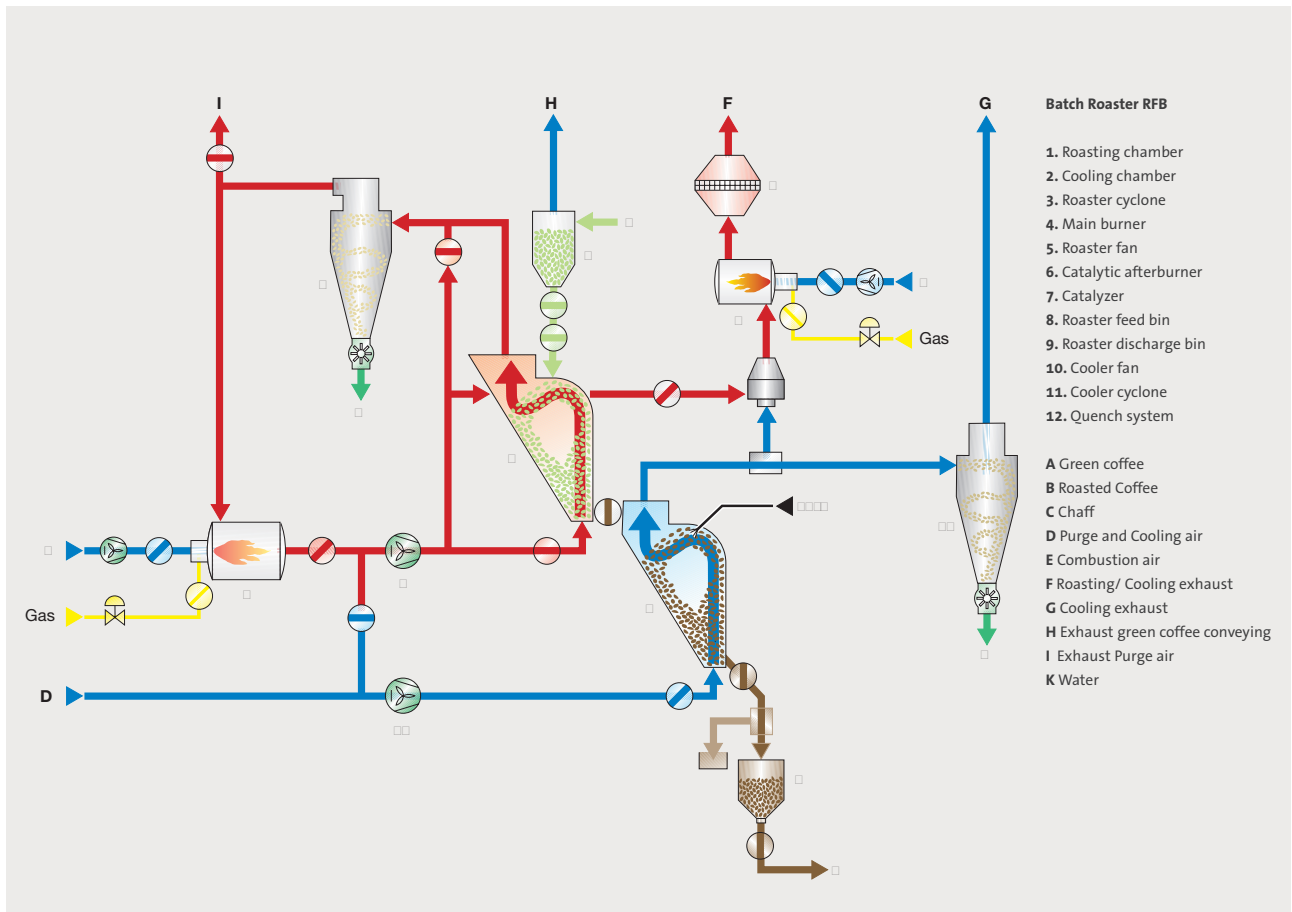 I
H
F
G
Gas
Gas
D
Batch Roaster RFB
1. Roasting chamber
2. Cooling chamber
3. Roaster cyclone
4. Main burner
5. Roaster fan
6. Catalytic afterburner
7. Catalyzer
8. Roaster feed bin
9. Roaster discharge bin
10. Cooler fan
11. Cooler cyclone
12. Quench system
A Green coffee
B Roasted Coffee
C Chaff
D Purge and Cooling air
E Combustion air
F Roasting/ Cooling exhaust
G Cooling exhaust
H Exhaust green coffee conveying
I Exhaust Purge air
K Water